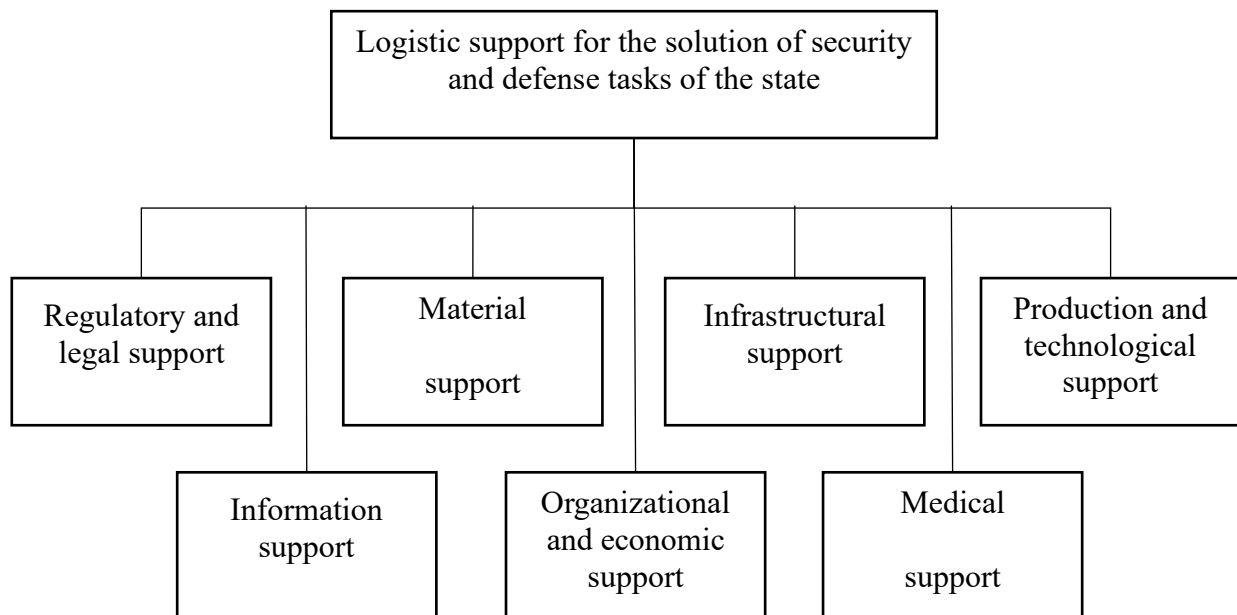 Logistic support for the solution of security
and defense tasks of the state
Regulatory and
legal support
Material
support
Infrastructural
support
Production and
technological
support
Information
support
Organizational
and economic
support
Medical
support